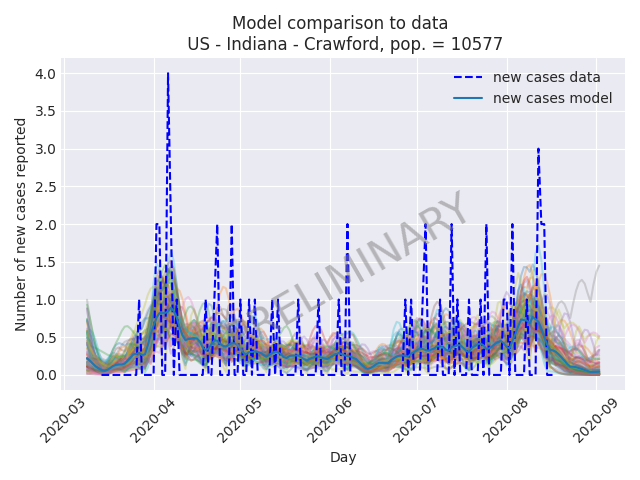 Model comparison to data
US - Indiana - Crawford, pop. = 10577
new cases data
new cases model
PRELIMINARY
Number of new cases reported
4.0
3.5
3.0
2.5
2.0
1.5
1.0
0.5
0.0
2020-03
2020-04
2020-05
2020-06
2020-07
2020-08
2020-09
Day